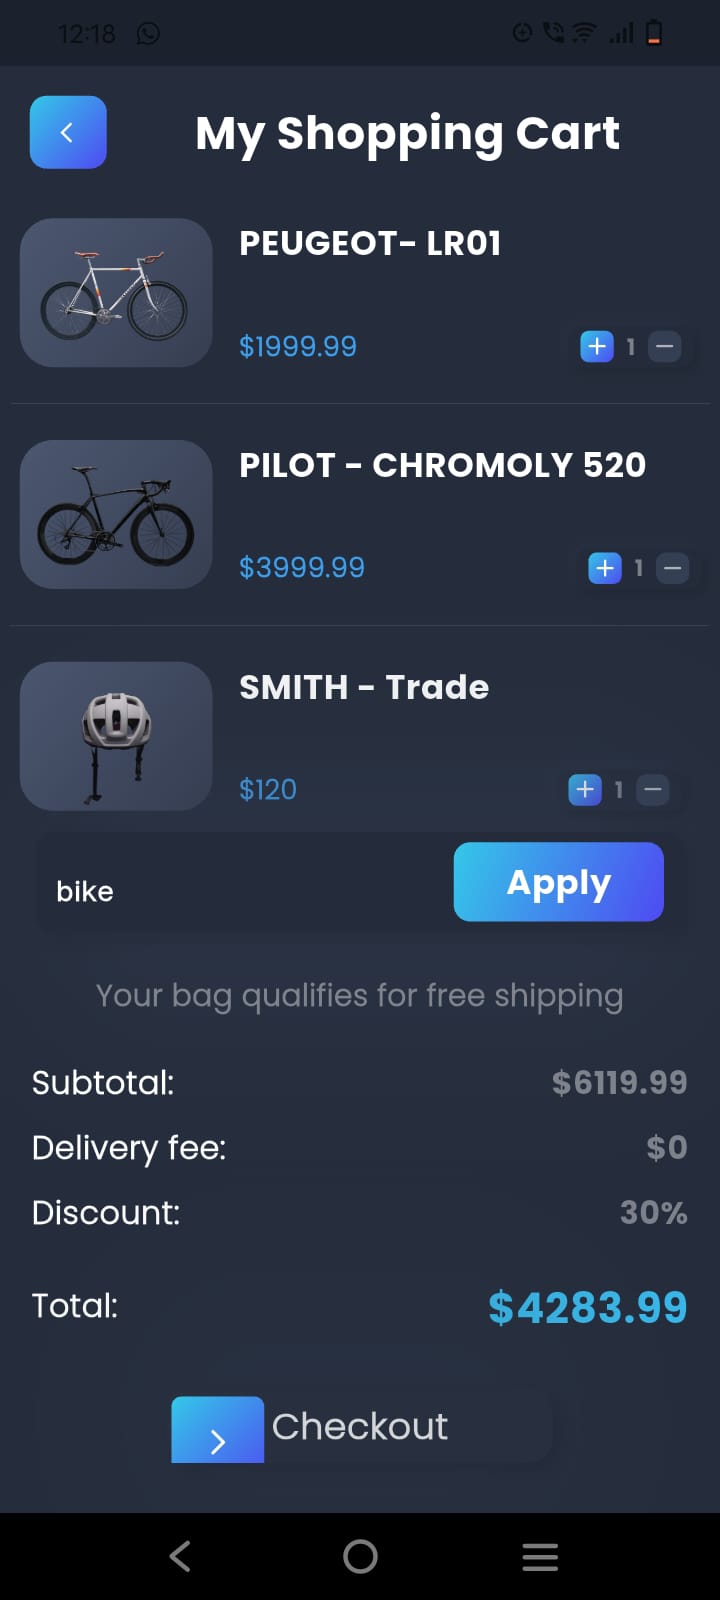 12:18
My Shopping Cart
PEUGEOT- LR01
$1999.99
1
PILOT - CHROMOLY 520
$3999.99
1
SMITH - Trade
$120
1
bike
Apply
Your bag qualifies for free shipping
Subtotal: $6119.99
Delivery fee: $0
Discount: 30%
Total: $4283.99
Checkout